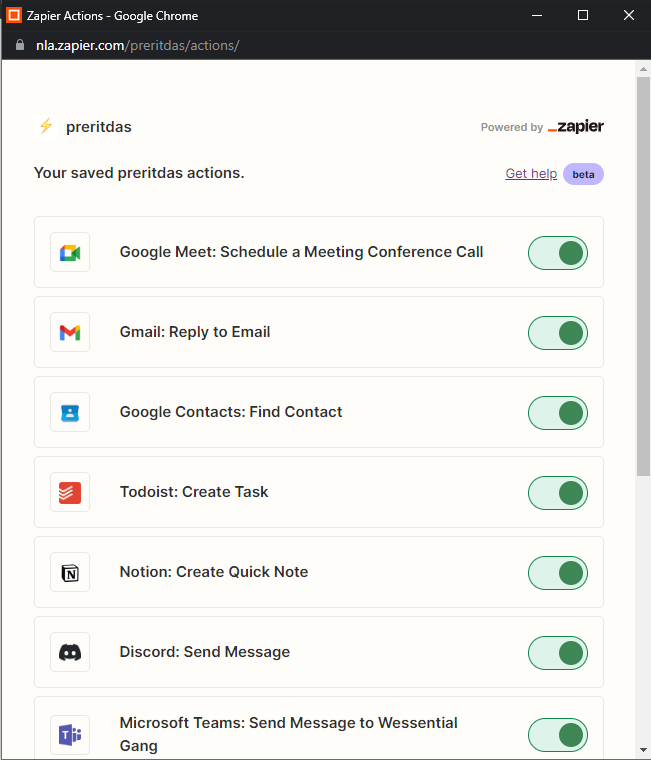 Zapier Actions - Google Chrome
nla.zapier.com/preritdas/actions/
preritdas
Powered by zapier
Your saved preritdas actions.
Get help beta
Google Meet: Schedule a Meeting Conference Call
Gmail: Reply to Email
Google Contacts: Find Contact
Todoist: Create Task
Notion: Create Quick Note
Discord: Send Message
Microsoft Teams: Send Message to Wessential
Gang